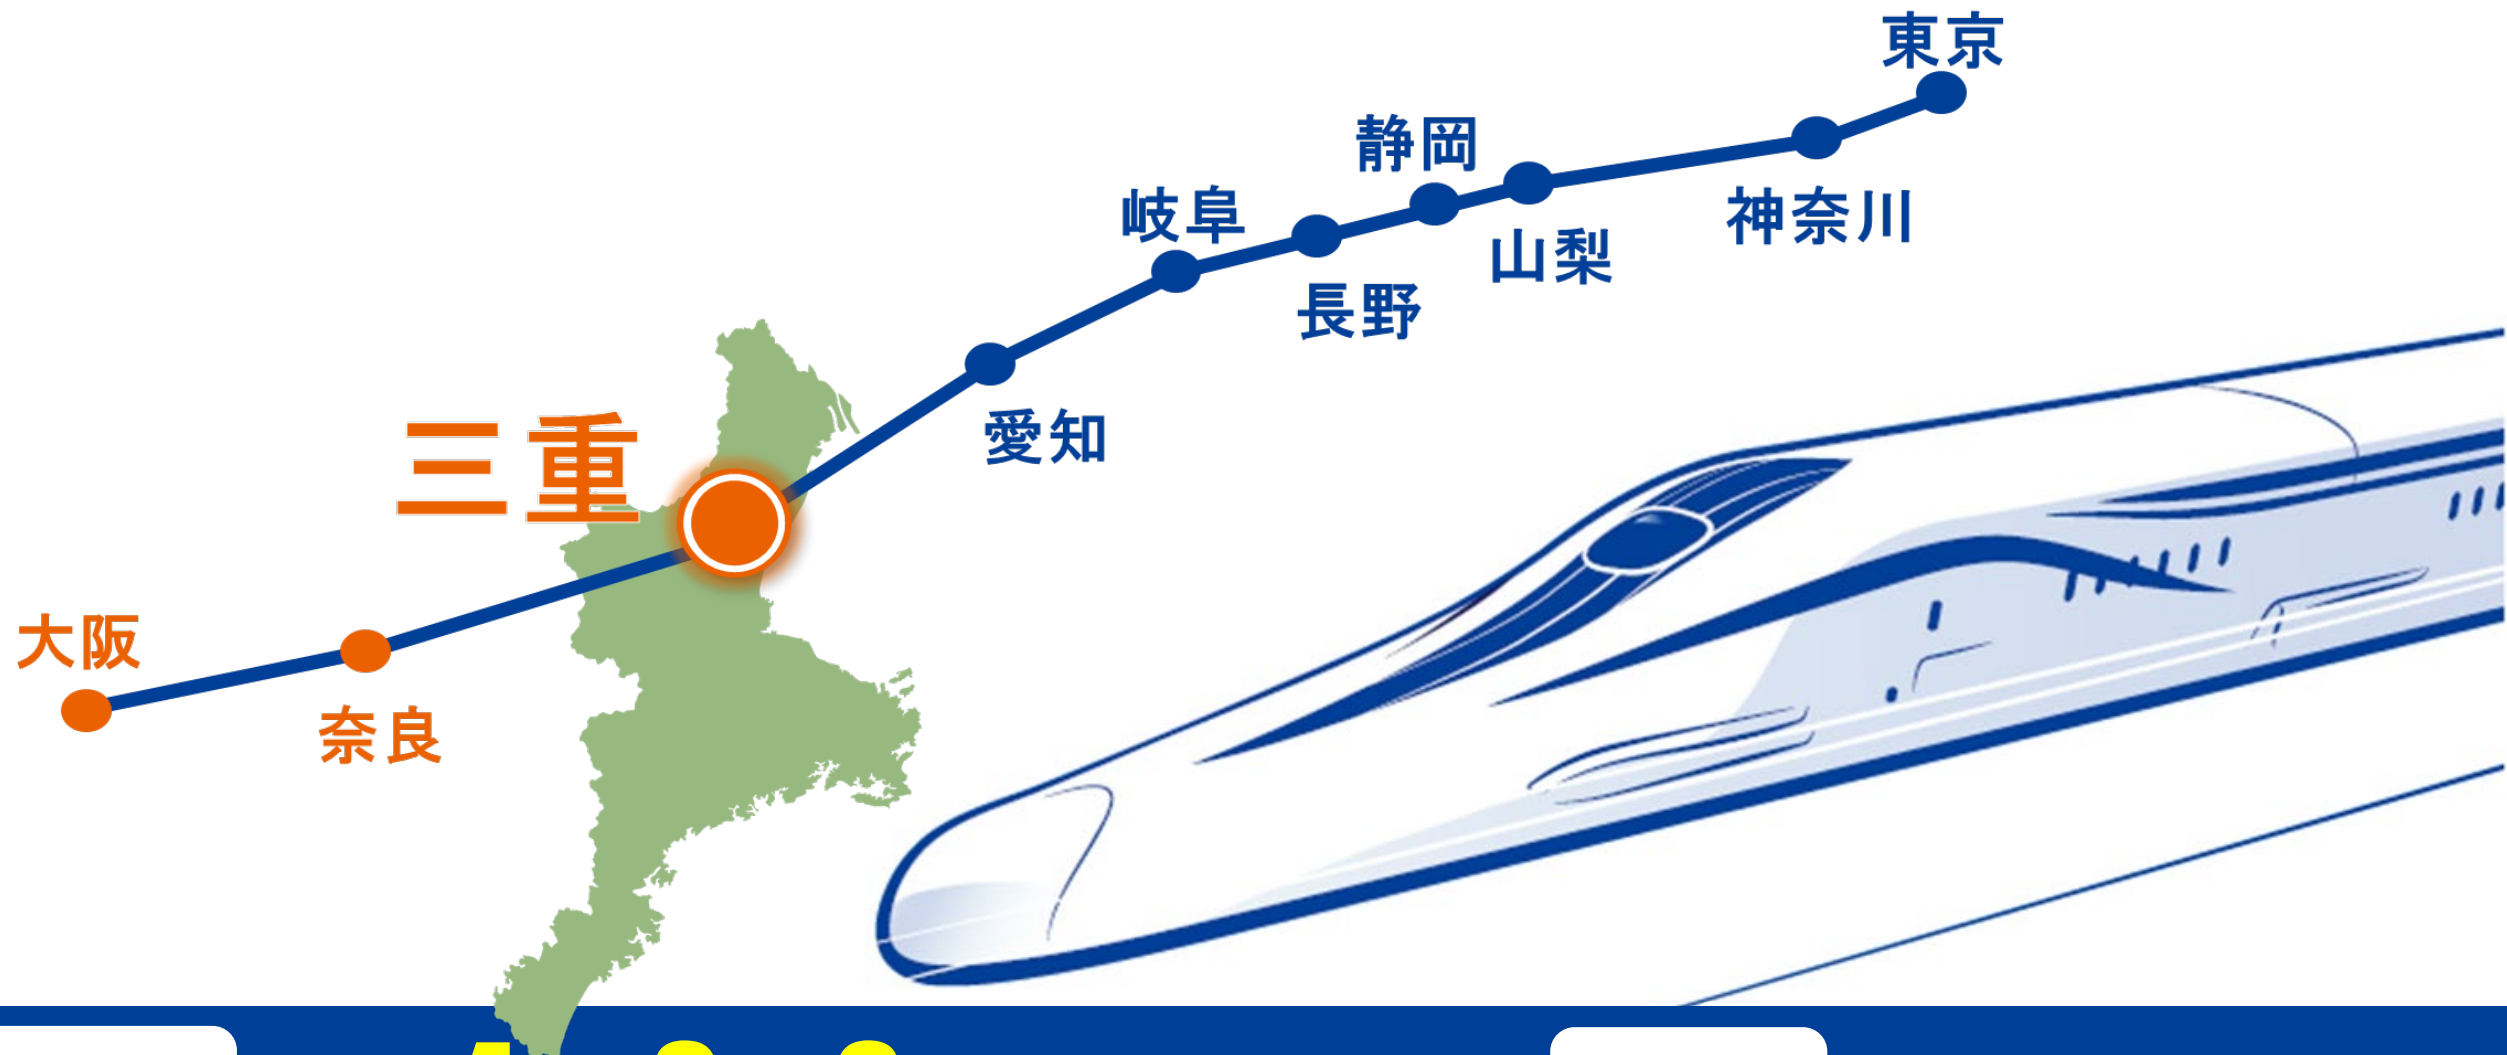 東京
静岡
岐阜
神奈川
山梨
長野
愛知
三重
大阪
奈良